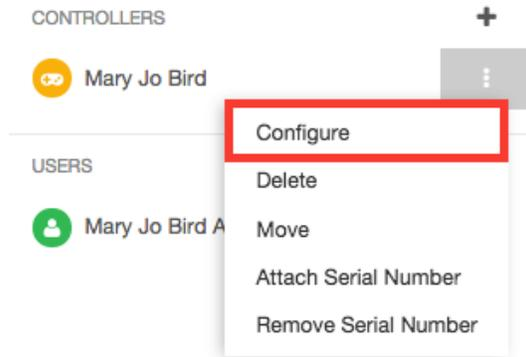 CONTROLLERS
Mary Jo Bird
Configure
USERS
Delete
Mary Jo Bird A
Move
Attach Serial Number
Remove Serial Number